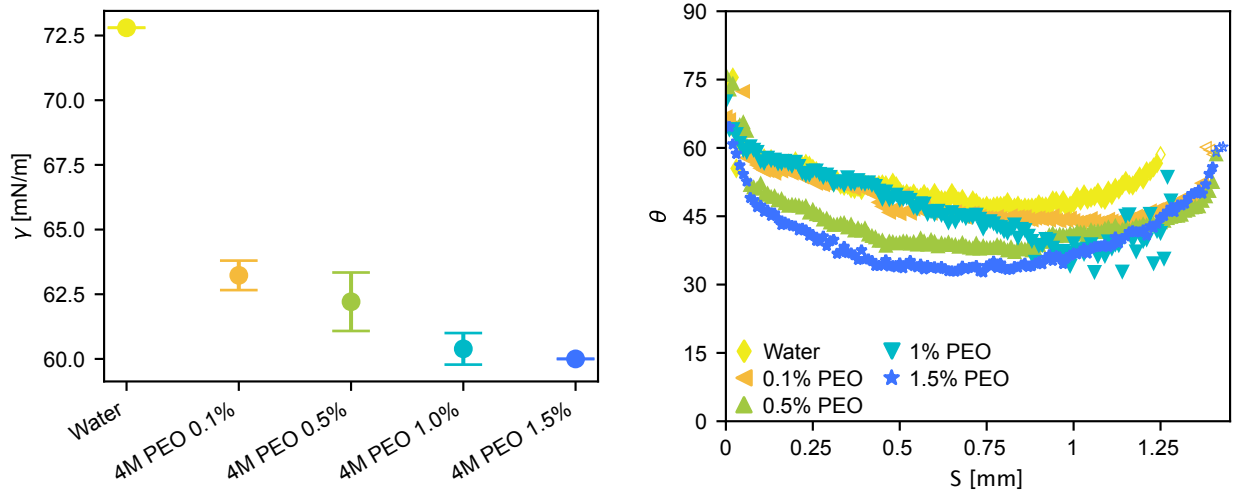 γ [mN/m]
72.5
70.0
67.5
65.0
62.5
60.0
Water
4M PEO 0.1%
4M PEO 0.5%
4M PEO 1.0%
4M PEO 1.5%
θ
90
75
60
45
30
15
0
Water
0.1% PEO
0.5% PEO
1% PEO
1.5% PEO
0
0.25
0.5
0.75
1
1.25
S [mm]